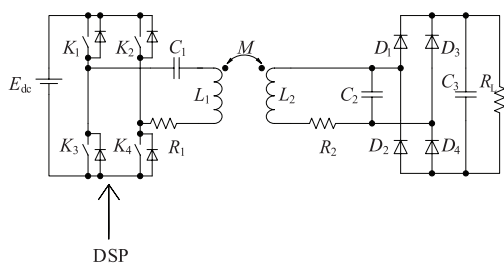 K1 K2 C1 M D1 D3
Edc L1 L2 C2 C3 RL
K3 K4 R1 R2 D2 D4
DSP